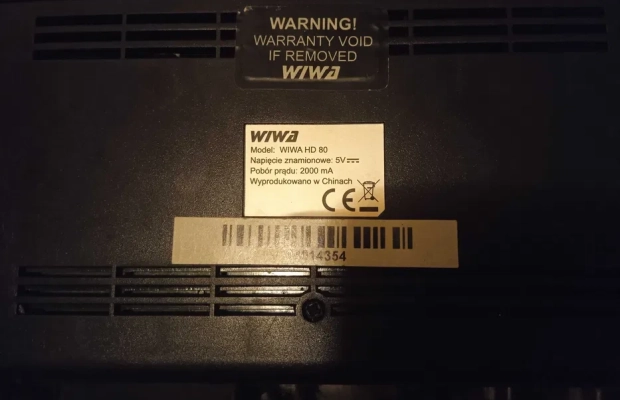 WARNING!
WARRANTY VOID
IF REMOVED
WIWA
WIWA
Model: WIWA HD 80
Napięcie znamionowe: 5V
Pobór prądu: 2000 mA
Wyprodukowano w Chinach
CE